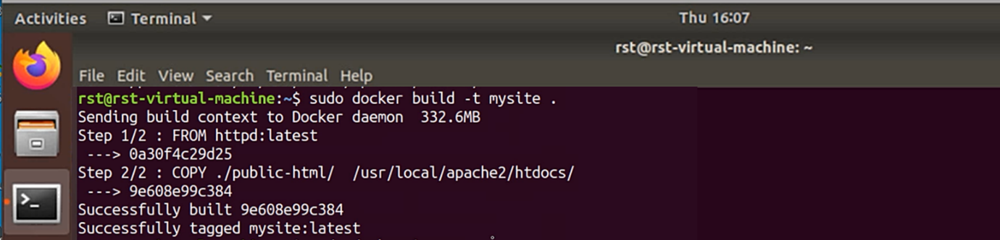 Activities Terminal Thu 16:07
rst@rst-virtual-machine: ~
File Edit View Search Terminal Help
rst@rst-virtual-machine:~$ sudo docker build -t mysite .
Sending build context to Docker daemon  332.6MB
Step 1/2 : FROM httpd:latest
 ---> 0a30f4c29d25
Step 2/2 : COPY ./public-html/  /usr/local/apache2/htdocs/
 ---> 9e608e99c384
Successfully built 9e608e99c384
Successfully tagged mysite:latest